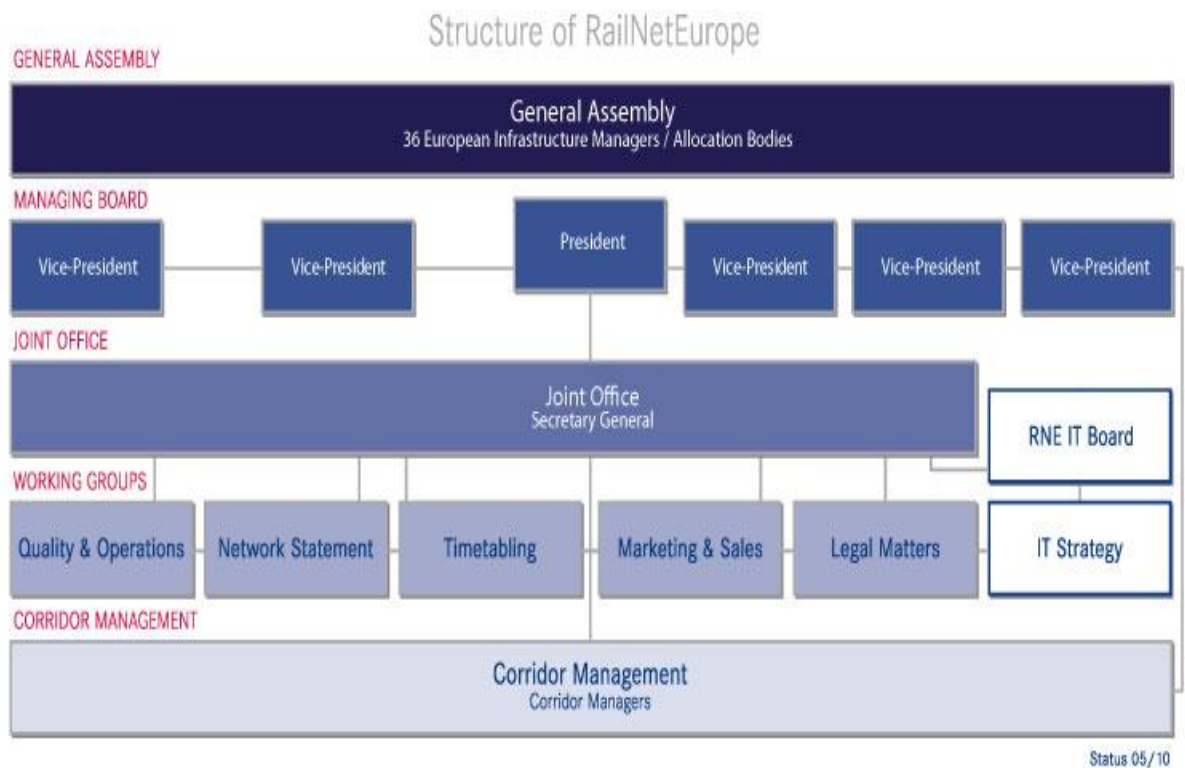 Structure of RailNetEurope
GENERAL ASSEMBLY
General Assembly
36 European Infrastructure Managers / Allocation Bodies
MANAGING BOARD
Vice-President
Vice-President
President
Vice-President
Vice-President
Vice-President
JOINT OFFICE
Joint Office
Secretary General
RNE IT Board
WORKING GROUPS
Quality & Operations
Network Statement
Timetabling
Marketing & Sales
Legal Matters
IT Strategy
CORRIDOR MANAGEMENT
Corridor Management
Corridor Managers
Status 05/10